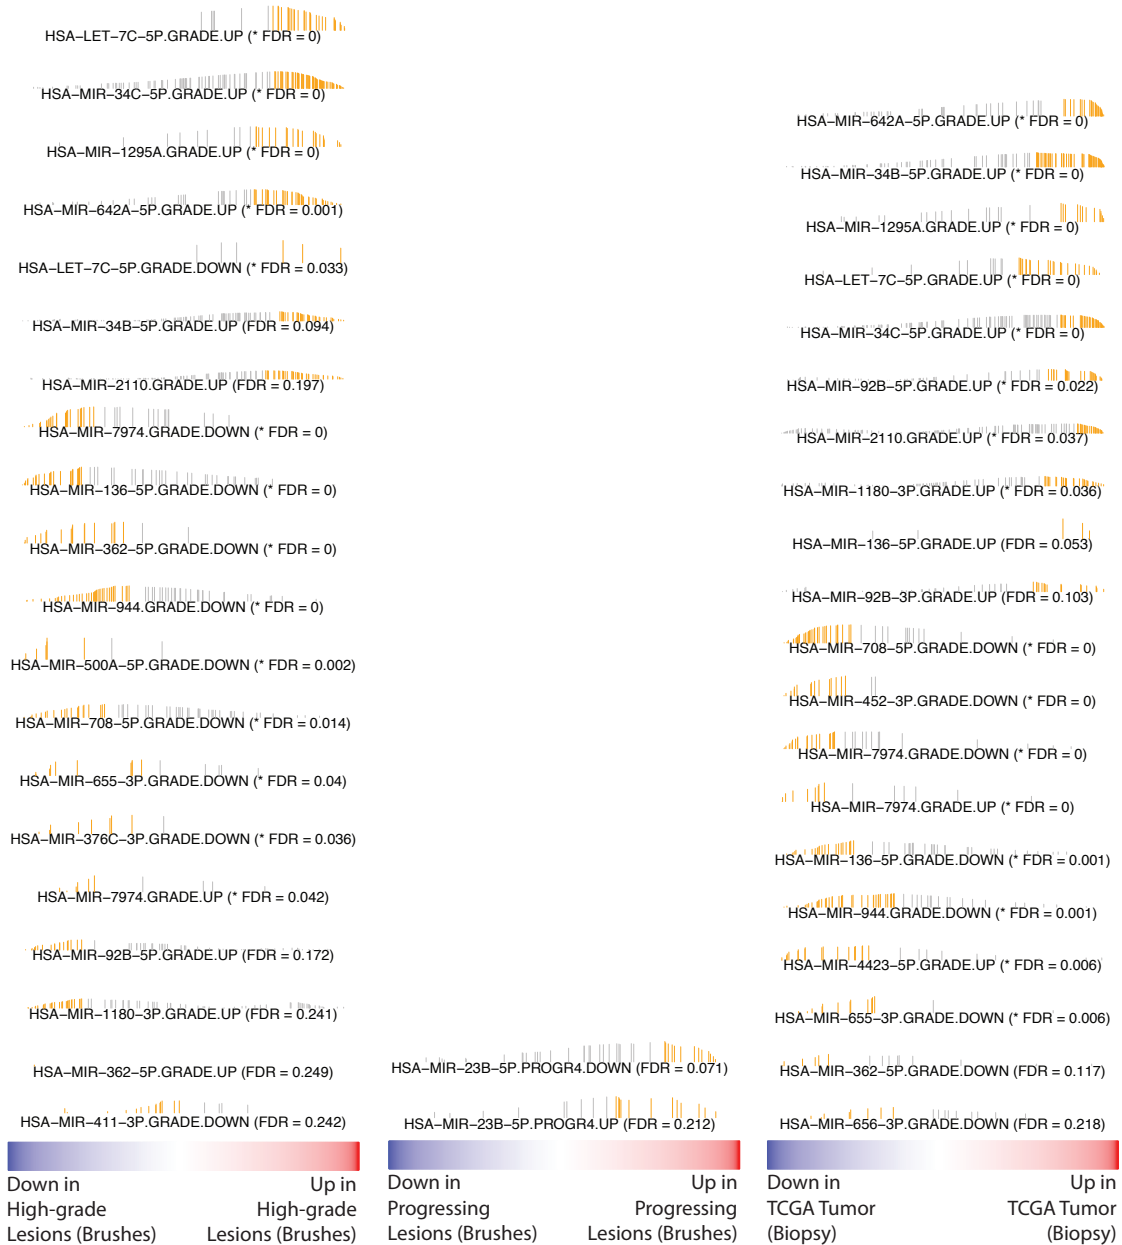 HSA-LET-7C-5P.GRADE.UP (* FDR = 0)
HSA-MIR-34C-5P.GRADE.UP (* FDR = 0)
HSA-MIR-1295A.GRADE.UP (* FDR = 0)
HSA-MIR-642A-5P.GRADE.UP (* FDR = 0.001)
HSA-LET-7C-5P.GRADE.DOWN (* FDR = 0.033)
HSA-MIR-34B-5P.GRADE.UP (FDR = 0.094)
HSA-MIR-2110.GRADE.UP (FDR = 0.197)
HSA-MIR-7974.GRADE.DOWN (* FDR = 0)
HSA-MIR-136-5P.GRADE.DOWN (* FDR = 0)
HSA-MIR-362-5P.GRADE.DOWN (* FDR = 0)
HSA-MIR-944.GRADE.DOWN (* FDR = 0)
HSA-MIR-500A-5P.GRADE.DOWN (* FDR = 0.002)
HSA-MIR-708-5P.GRADE.DOWN (* FDR = 0.014)
HSA-MIR-655-3P.GRADE.DOWN (* FDR = 0.04)
HSA-MIR-376C-3P.GRADE.DOWN (* FDR = 0.036)
HSA-MIR-7974.GRADE.UP (* FDR = 0.042)
HSA-MIR-92B-5P.GRADE.UP (FDR = 0.172)
HSA-MIR-1180-3P.GRADE.UP (FDR = 0.241)
HSA-MIR-362-5P.GRADE.UP (FDR = 0.249)
HSA-MIR-411-3P.GRADE.DOWN (FDR = 0.242)
Down in
High-grade
Lesions (Brushes)
Up in
High-grade
Lesions (Brushes)
HSA-MIR-23B-5P.PROGR4.DOWN (FDR = 0.071)
HSA-MIR-23B-5P.PROGR4.UP (FDR = 0.212)
Down in
Progressing
Lesions (Brushes)
Up in
Progressing
Lesions (Brushes)
HSA-MIR-642A-5P.GRADE.UP (* FDR = 0)
HSA-MIR-34B-5P.GRADE.UP (* FDR = 0)
HSA-MIR-1295A.GRADE.UP (* FDR = 0)
HSA-LET-7C-5P.GRADE.UP (* FDR = 0)
HSA-MIR-34C-5P.GRADE.UP (* FDR = 0)
HSA-MIR-92B-5P.GRADE.UP (* FDR = 0.022)
HSA-MIR-2110.GRADE.UP (* FDR = 0.037)
HSA-MIR-1180-3P.GRADE.UP (* FDR = 0.036)
HSA-MIR-136-5P.GRADE.UP (FDR = 0.053)
HSA-MIR-92B-3P.GRADE.UP (FDR = 0.103)
HSA-MIR-708-5P.GRADE.DOWN (* FDR = 0)
HSA-MIR-452-3P.GRADE.DOWN (* FDR = 0)
HSA-MIR-7974.GRADE.DOWN (* FDR = 0)
HSA-MIR-7974.GRADE.UP (* FDR = 0)
HSA-MIR-136-5P.GRADE.DOWN (* FDR = 0.001)
HSA-MIR-944.GRADE.DOWN (* FDR = 0.001)
HSA-MIR-4423-5P.GRADE.UP (* FDR = 0.006)
HSA-MIR-655-3P.GRADE.DOWN (* FDR = 0.006)
HSA-MIR-362-5P.GRADE.DOWN (FDR = 0.117)
HSA-MIR-656-3P.GRADE.DOWN (FDR = 0.218)
Down in
TCGA Tumor
(Biopsy)
Up in
TCGA Tumor
(Biopsy)